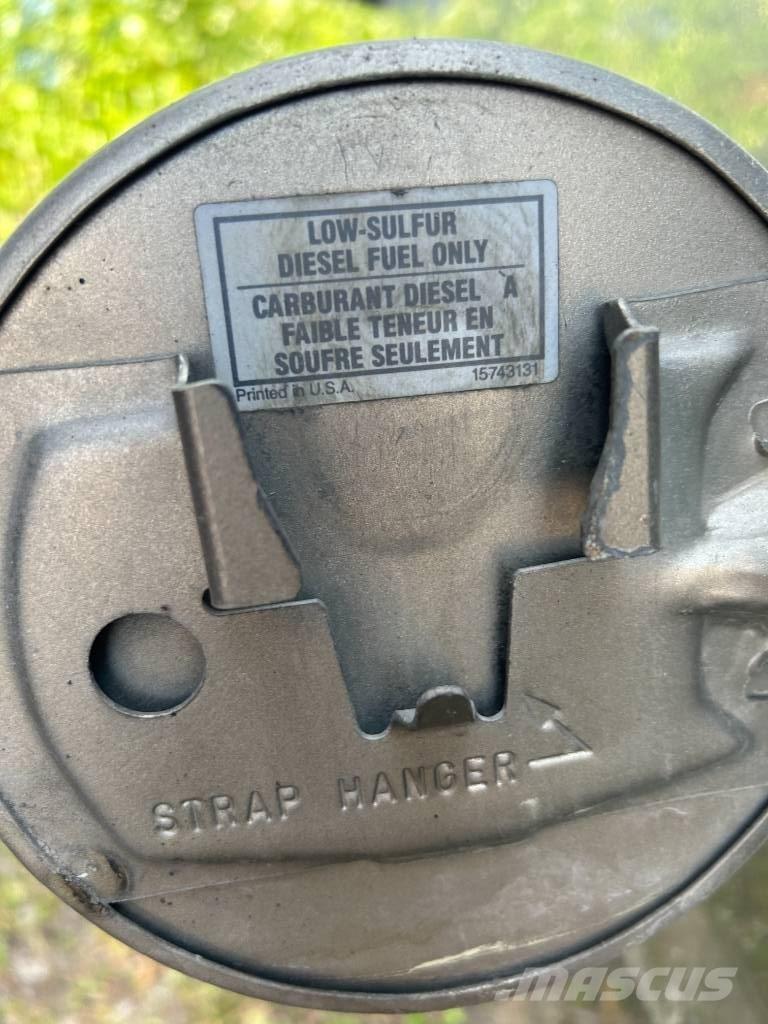 LOW-SULFUR
DIESEL FUEL ONLY
CARBURANT DIESEL A
FAIBLE TENEUR EN
SOUFRE SEULEMENT
Printed in U.S.A. 15743131
STRAP HANGER
MASCUS